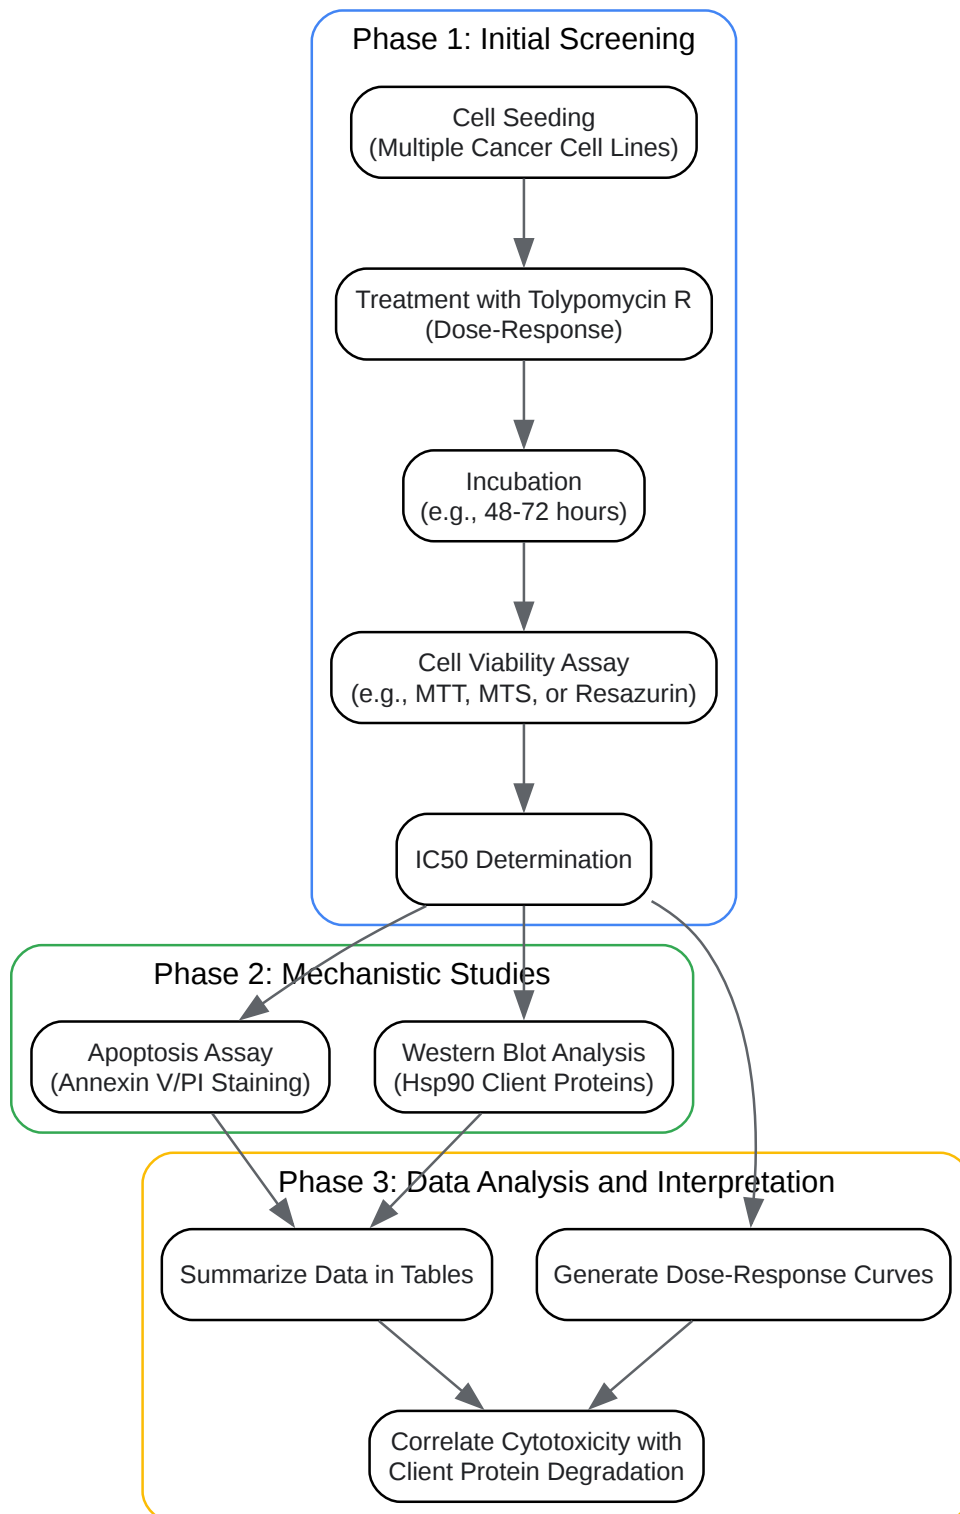 Phase 1: Initial Screening
Cell Seeding
(Multiple Cancer Cell Lines)
Treatment with Tolypomycin R
(Dose-Response)
Incubation
(e.g., 48-72 hours)
Cell Viability Assay
(e.g., MTT, MTS, or Resazurin)
IC50 Determination
Phase 2: Mechanistic Studies
Apoptosis Assay
(Annexin V/PI Staining)
Western Blot Analysis
(Hsp90 Client Proteins)
Phase 3: Data Analysis and Interpretation
Summarize Data in Tables
Generate Dose-Response Curves
Correlate Cytotoxicity with
Client Protein Degradation